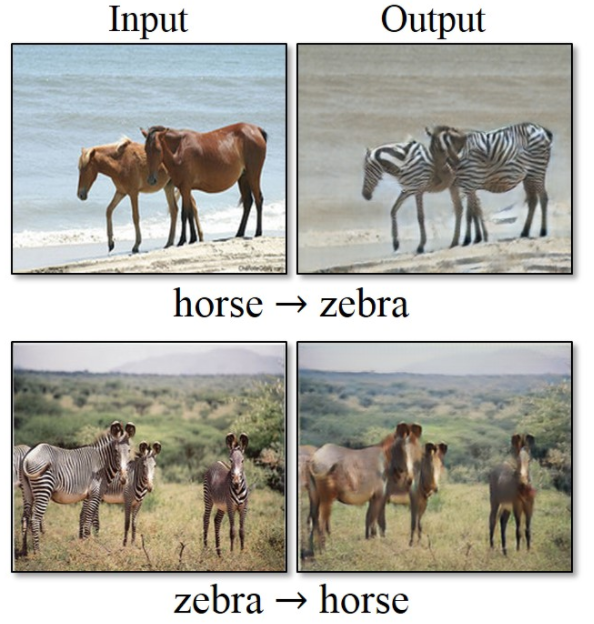 Input Output
horse → zebra
zebra → horse